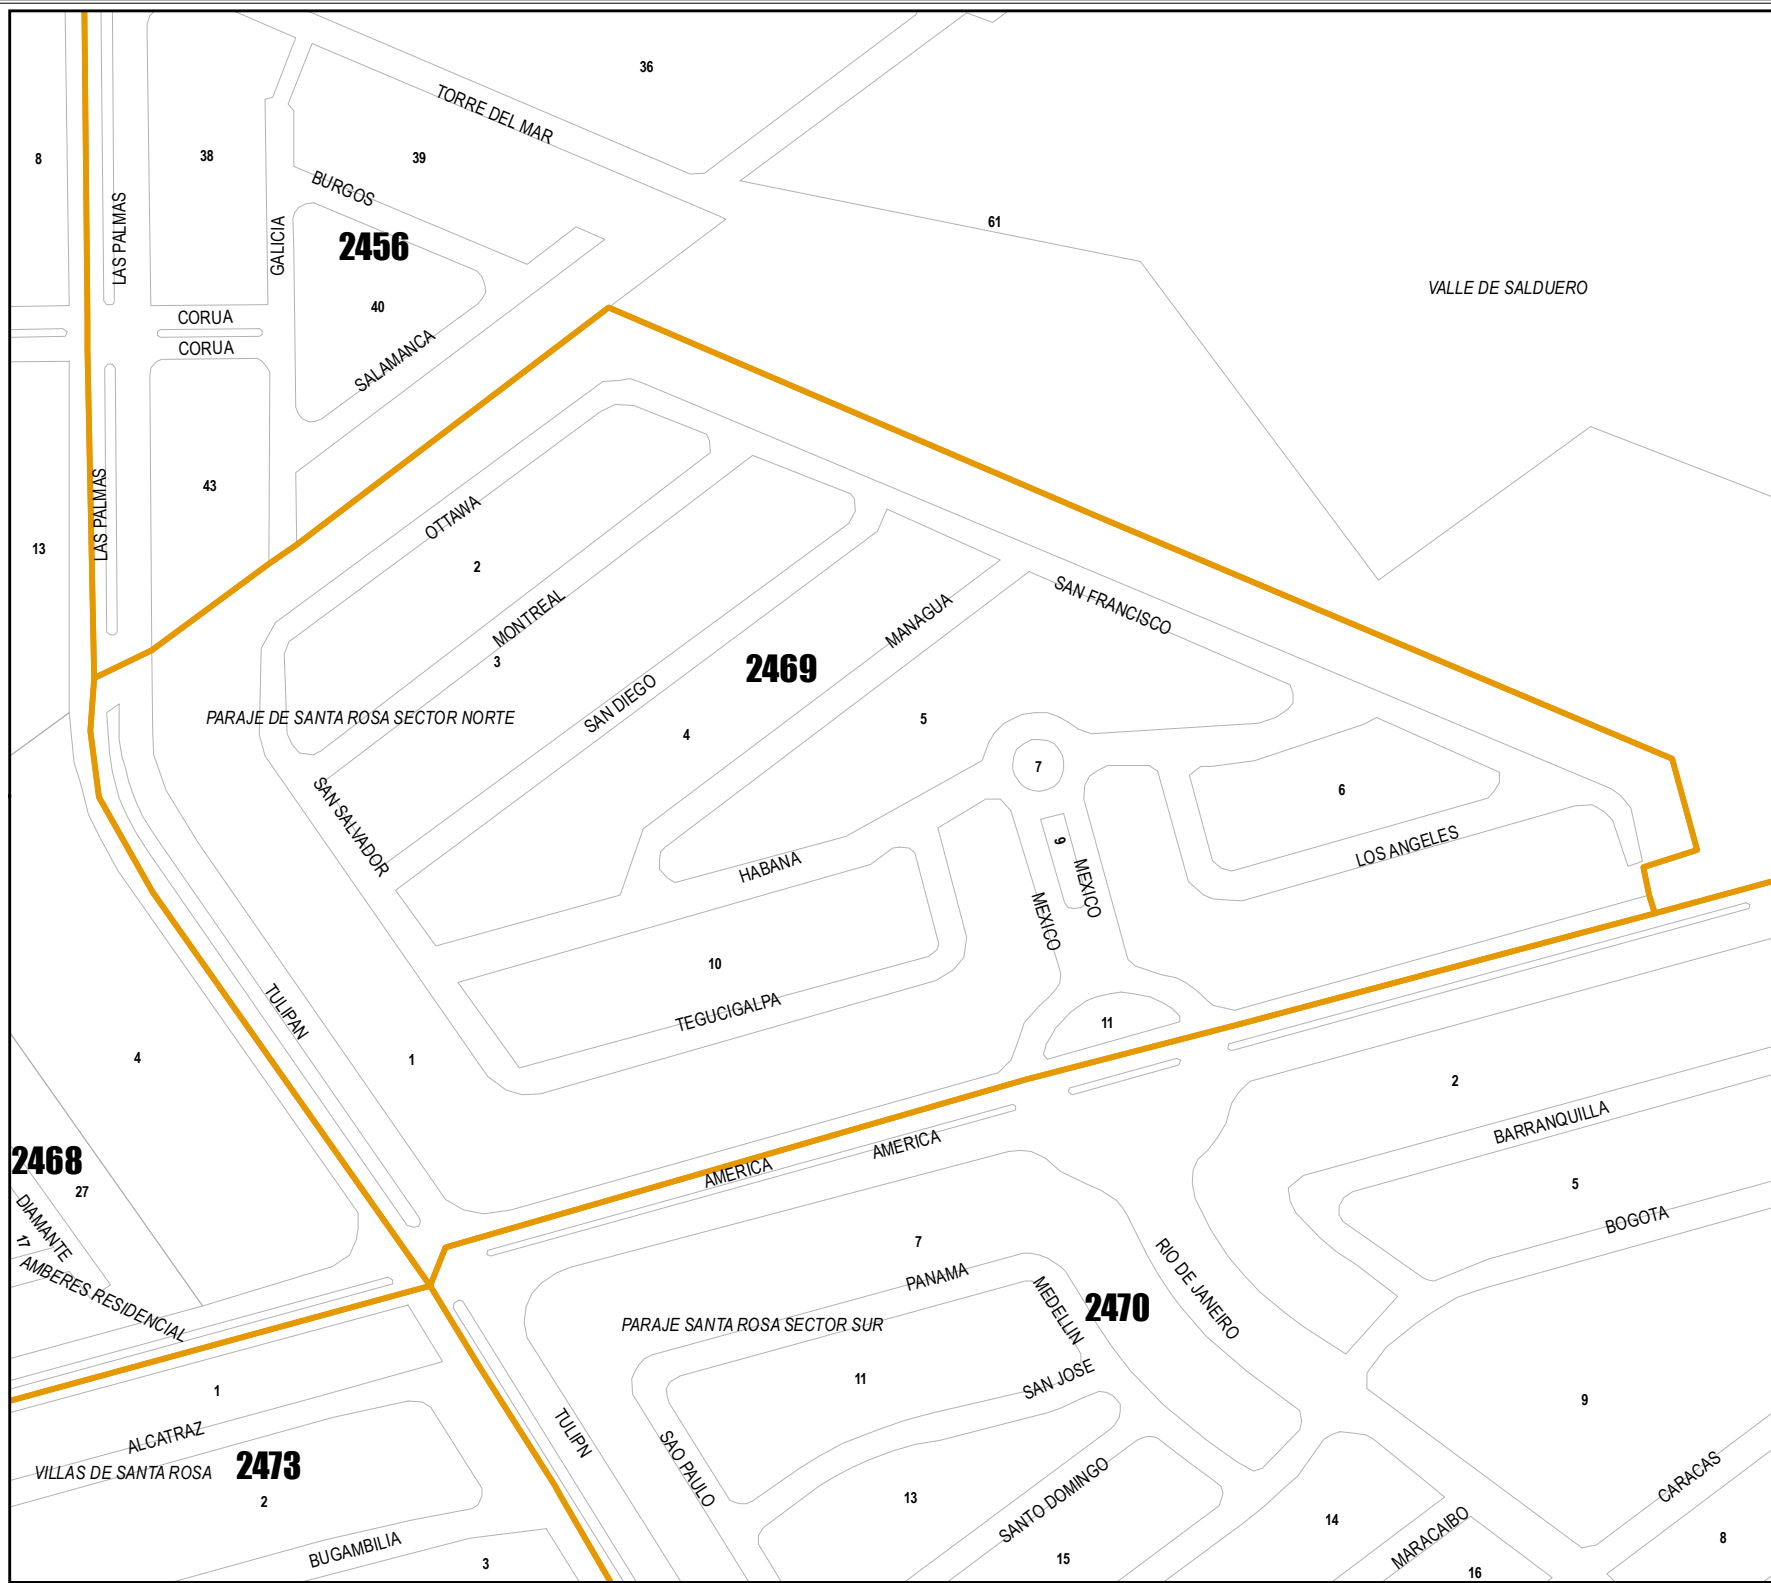 36
TORRE DEL MAR
8
38
39
BURGOS
LAS PALMAS
GALICIA
2456
61
VALLE DE SALDUERO
40
CORUA
CORUA
SALAMANCA
43
LAS PALMAS
13
OTTAWA
2
MONTREAL
3
SAN FRANCISCO
MANAGUA
2469
SAN DIEGO
PARAJE DE SANTA ROSA SECTOR NORTE
5
4
7
6
SAN SALVADOR
9
LOS ANGELES
HABANA
MEXICO
MEXICO
10
TEGUCIGALPA
TULIPAN
11
4
1
2
BARRANQUILLA
AMERICA
AMERICA
2468
27
5
BOGOTA
DIAMANTE
17
7
RIO DE JANEIRO
PANAMA
MEDELLIN
2470
AMBERES RESIDENCIAL
PARAJE SANTA ROSA SECTOR SUR
11
SAN JOSE
1
9
ALCATRAZ
TULIPN
SAO PAULO
VILLAS DE SANTA ROSA
2473
2
13
SANTO DOMINGO
CARACAS
14
MARACAIBO
8
BUGAMBILIA
3
15
16